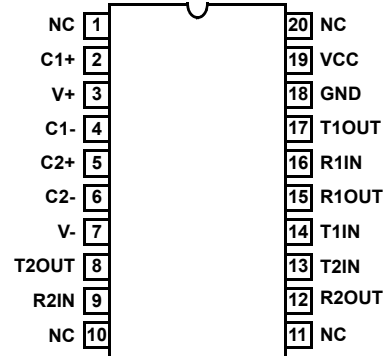 NC 1 20 NC
C1+ 2 19 VCC
V+ 3 18 GND
C1- 4 17 T1OUT
C2+ 5 16 R1IN
C2- 6 15 R1OUT
V- 7 14 T1IN
T2OUT 8 13 T2IN
R2IN 9 12 R2OUT
NC 10 11 NC